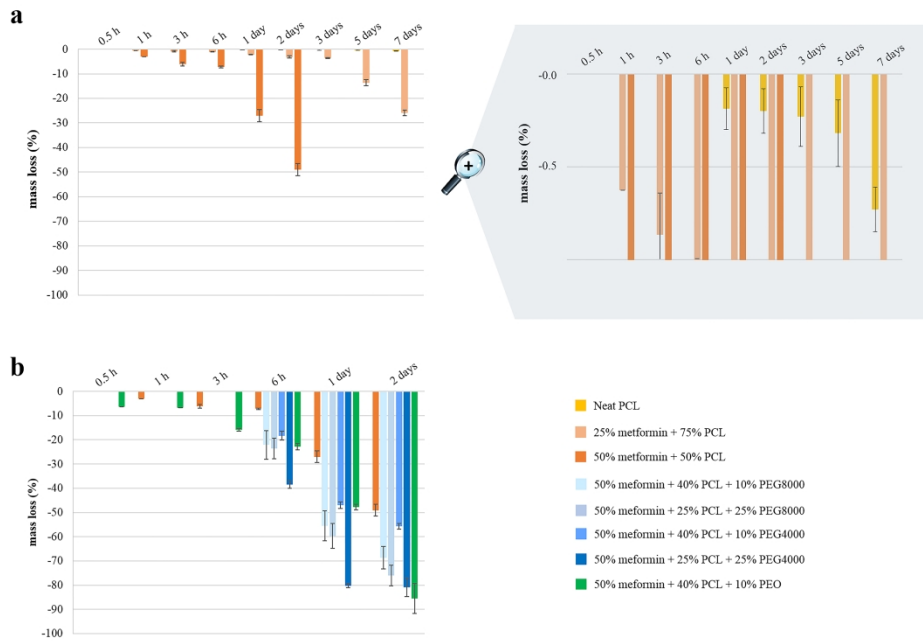 a
0.5 h
1 h
3 h
6 h
1 day
2 days
3 days
5 days
7 days
0
-10
-20
-30
-40
-50
-60
-70
-80
-90
-100
mass loss (%)
+
0.5 h
1 h
3 h
6 h
1 day
2 days
3 days
5 days
7 days
-0.0
-0.5
mass loss (%)
b
0.5 h
1 h
3 h
6 h
1 day
2 days
0
-10
-20
-30
-40
-50
-60
-70
-80
-90
-100
mass loss (%)
Neat PCL
25% metformin + 75% PCL
50% metformin + 50% PCL
50% meformin + 40% PCL + 10% PEG8000
50% meformin + 25% PCL + 25% PEG8000
50% meformin + 40% PCL + 10% PEG4000
50% meformin + 25% PCL + 25% PEG4000
50% meformin + 40% PCL + 10% PEO